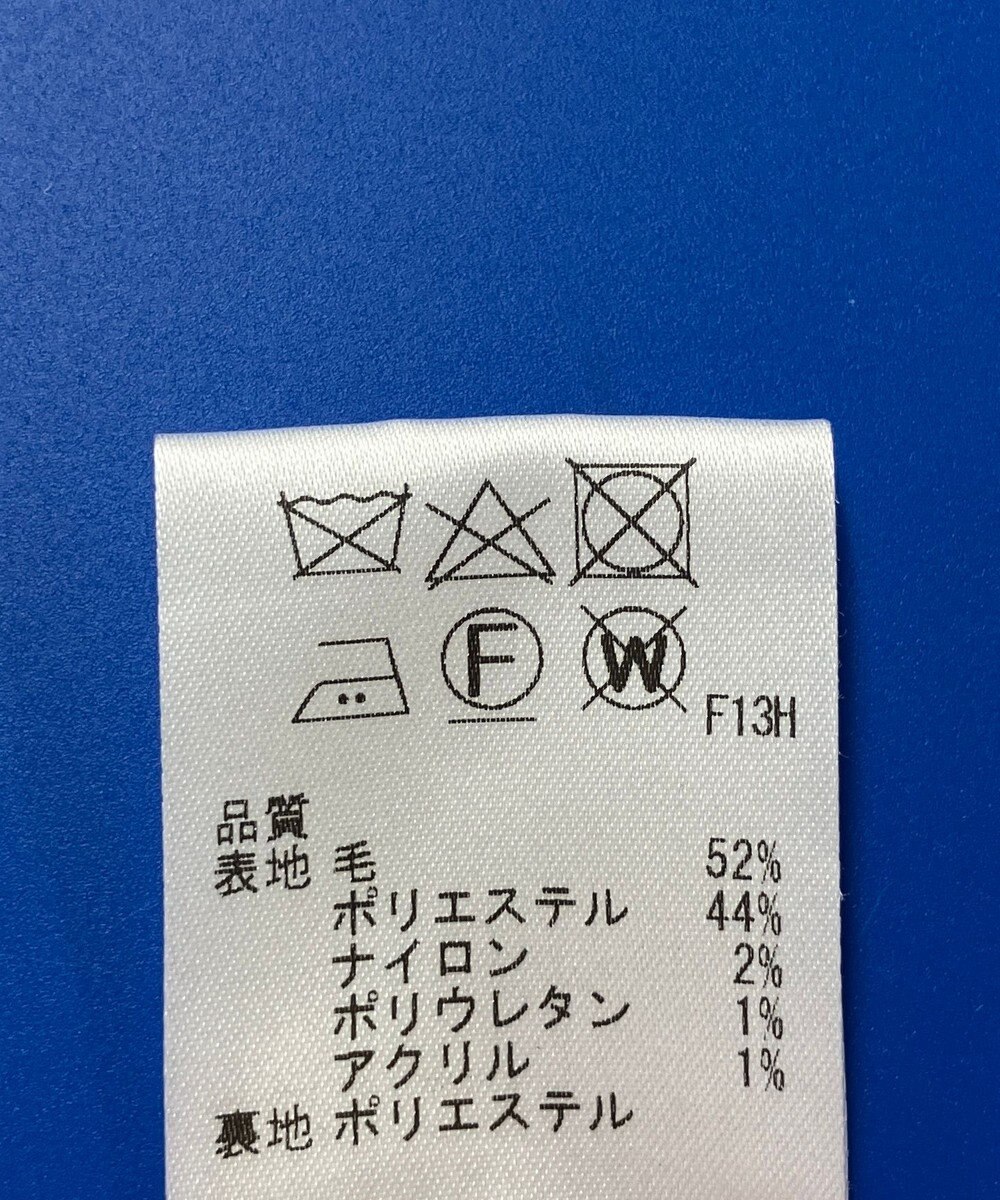 F W
F13H
品質
表地 毛 52%
ポリエステル 44%
ナイロン 2%
ポリウレタン 1%
アクリル 1%
裏地 ポリエステル